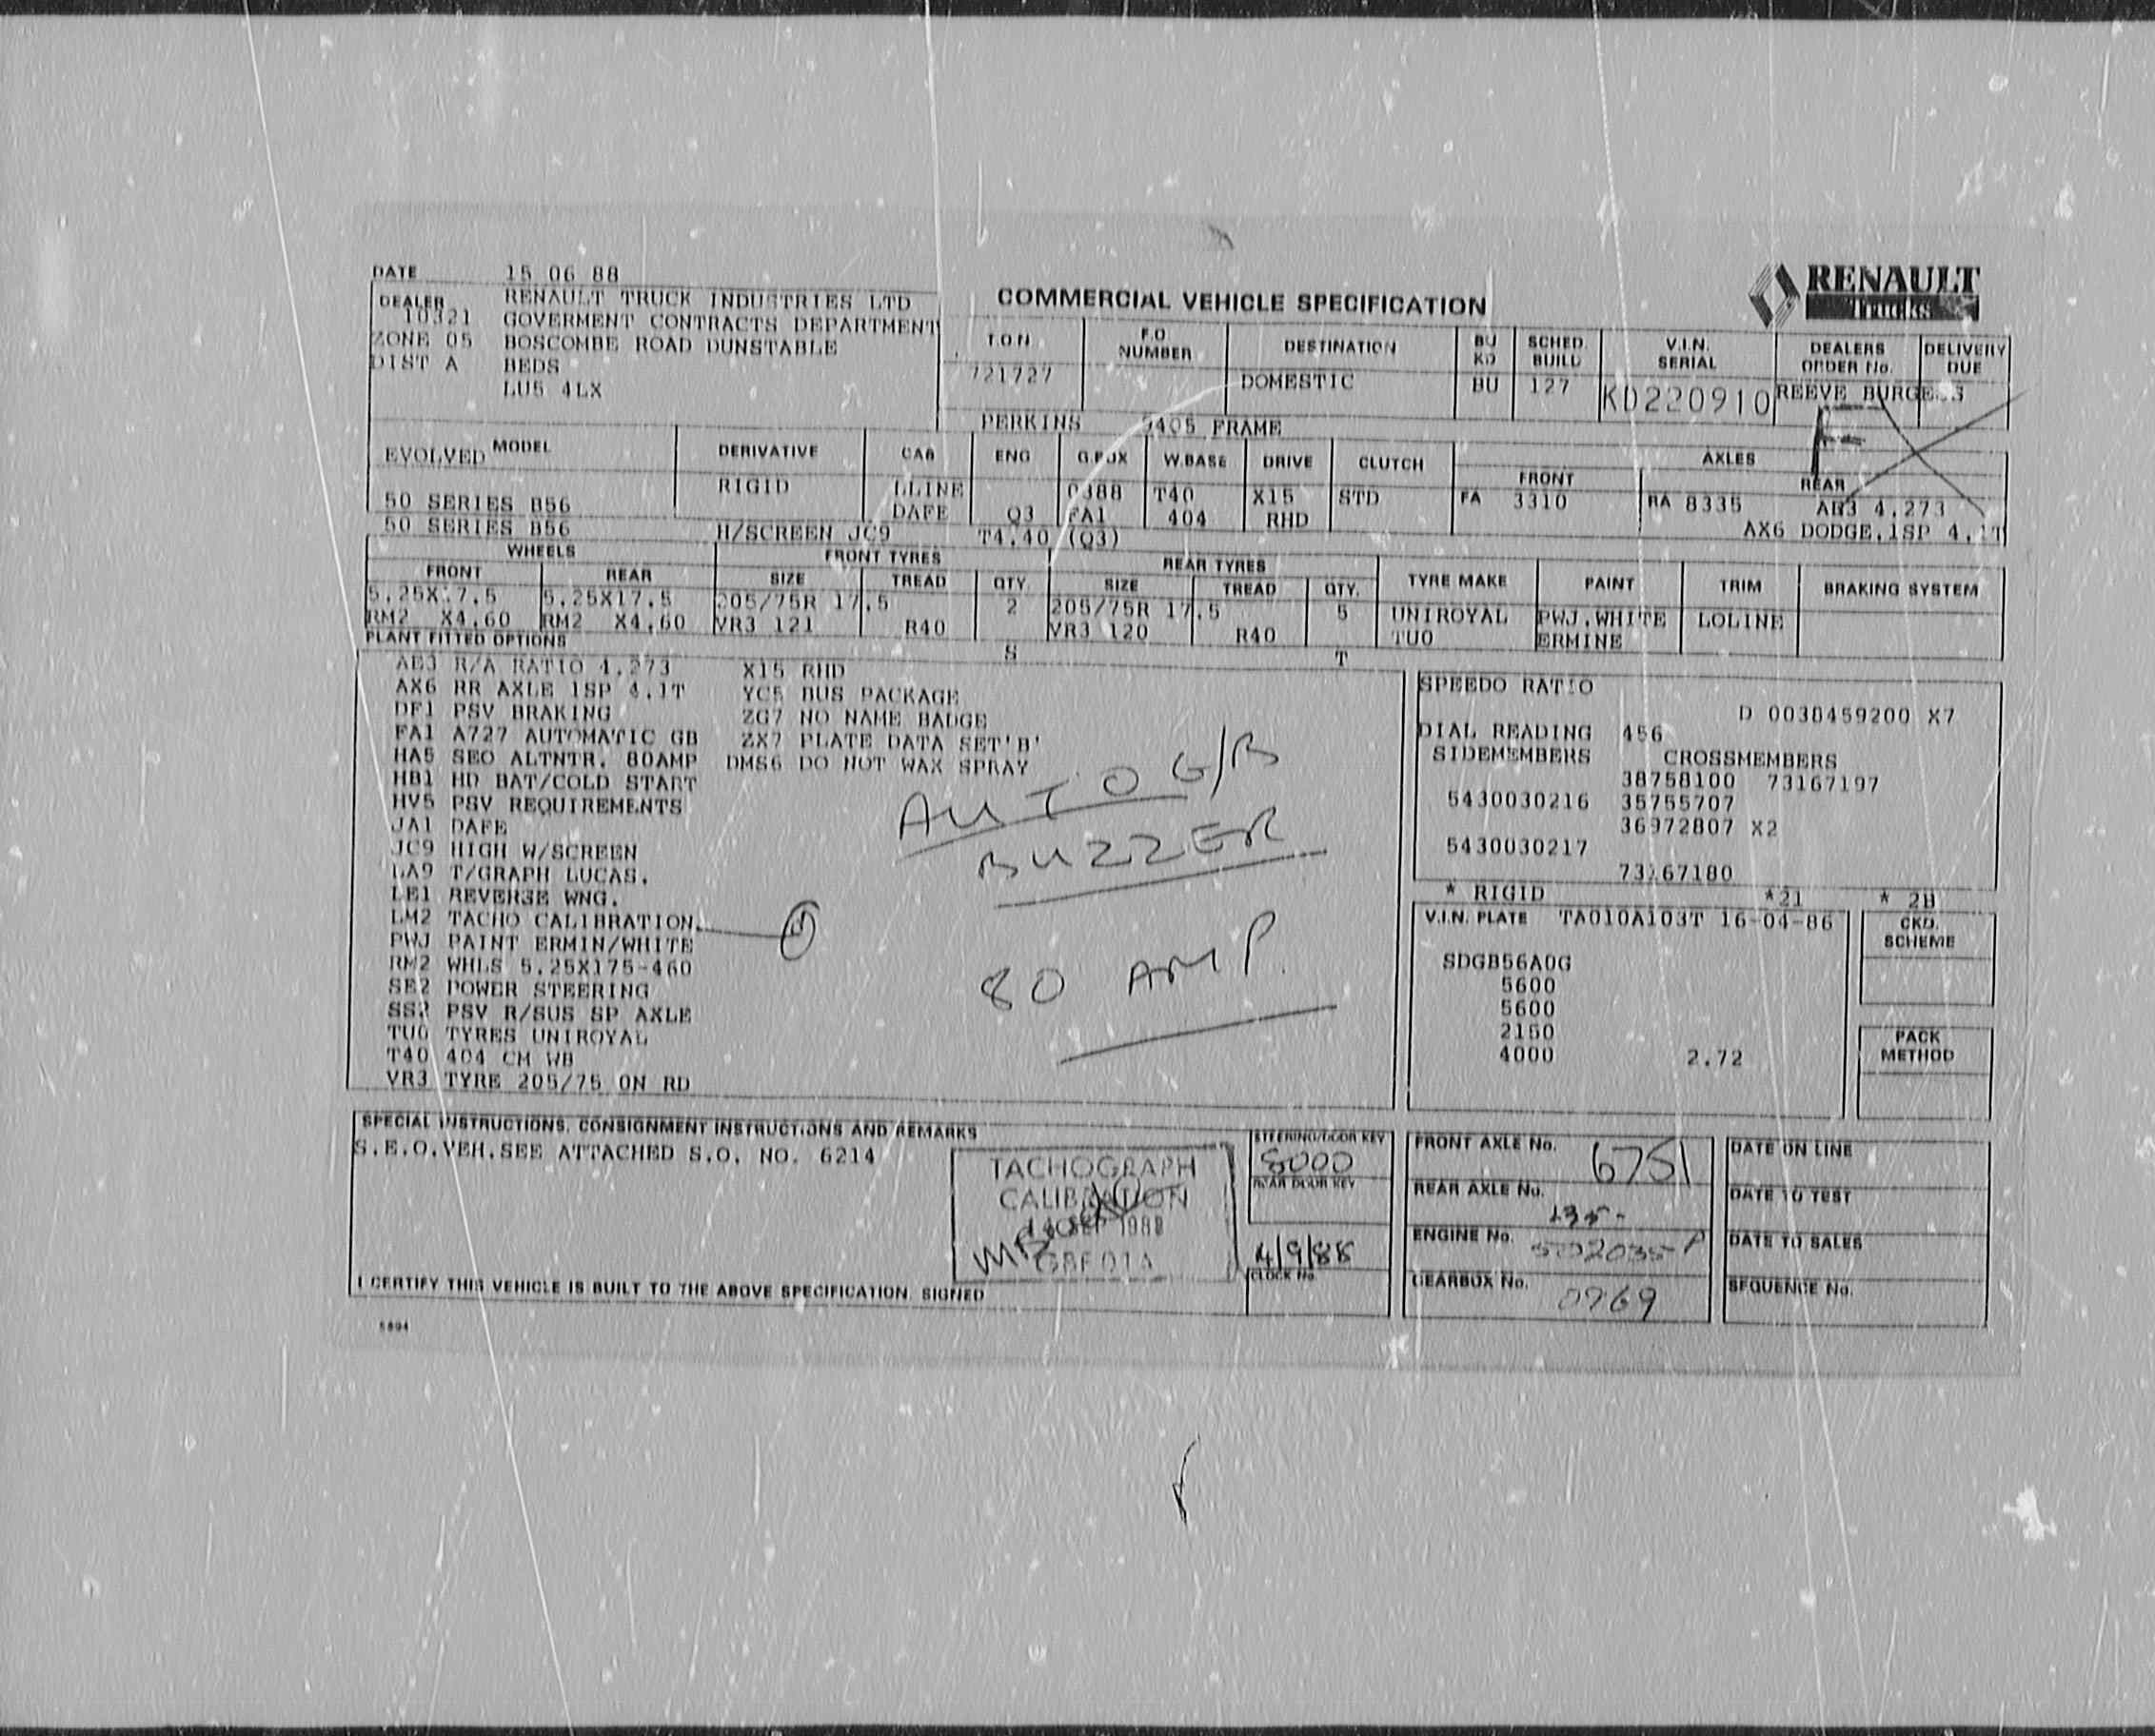 DATE 15 06 88
DEALER RENAULT TRUCK INDUSTRIES LTD
10321 GOVERMENT CONTRACTS DEPARTMENT
ZONE 05 BOSCOMBE ROAD DUNSTABLE
DIST A BEDS
LU5 4LX
COMMERCIAL VEHICLE SPECIFICATION
RENAULT
Trucks
T.O.N. F.O NUMBER DESTINATION BU KD SCHED. BUILD V.I.N. SERIAL DEALERS ORDER No. DELIVERY DUE
721727 DOMESTIC BU 127 KD220910 REEVE BURGESS
F
PERKINS FRAME
MODEL DERIVATIVE CAB ENG G.BOX W.BASE DRIVE CLUTCH AXLES
EVOLVED FRONT REAR
RIGID LLINE 0388 T40 X15 STD FA 3310 RA 8335 AB3 4.273
50 SERIES B56 DAFE Q3 FA1 404 RHD
50 SERIES B56 H/SCREEN JC9 T4.40 (Q3) AX6 DODGE.1SP 4.1T
WHEELS FRONT TYRES REAR TYRES
FRONT REAR SIZE TREAD QTY. SIZE TREAD QTY. TYRE MAKE PAINT TRIM BRAKING SYSTEM
5.25X17.5 5.25X17.5 205/75R 17.5 2 205/75R 17.5 5 UNIROYAL PWJ.WHITE LOLINE
RM2 X4.60 RM2 X4.60 VR3 121 R40 VR3 120 R40 TU0 ERMINE
PLANT FITTED OPTIONS S T
AB3 R/A RATIO 4.273 X15 RHD
AX6 RR AXLE 1SP 4.1T YC5 BUS PACKAGE
DF1 PSV BRAKING ZG7 NO NAME BADGE
FA1 A727 AUTOMATIC GB ZX7 PLATE DATA SET'B'
HA5 SEO ALTNTR. 80AMP DMS6 DO NOT WAX SPRAY
HB1 HD BAT/COLD START
HV5 PSV REQUIREMENTS
JA1 DAFE
JC9 HIGH W/SCREEN
LA9 T/GRAPH LUCAS.
LE1 REVERSE WNG.
LM2 TACHO CALIBRATION.
PWJ PAINT ERMIN/WHITE
RM2 WHLS 5.25X175-460
SE2 POWER STEERING
SS2 PSV R/SUS SP AXLE
TU0 TYRES UNIROYAL
T40 404 CM WB
VR3 TYRE 205/75 ON RD
AUTO G/B
BUZZER
80 AMP.
SPEEDO RATIO
D 0038459200 X7
DIAL READING 456
SIDEMEMBERS CROSSMEMBERS
38758100 73167197
5430030216 35755707
36972807 X2
5430030217
73167180
* RIGID *21 * 2B
V.I.N. PLATE TA010A103T 16-04-86
SDGB56A0G
5600
5600
2150
4000 2.72
CKD.
SCHEME
PACK
METHOD
SPECIAL INSTRUCTIONS, CONSIGNMENT INSTRUCTIONS AND REMARKS
S.E.O.VEH.SEE ATTACHED S.O. NO. 6214
TACHOGRAPH
CALIBRATION
SEP 1988
I CERTIFY THIS VEHICLE IS BUILT TO THE ABOVE SPECIFICATION. SIGNED
STEERING/DOOR KEY
8000
REAR DOOR KEY
4/9/88
CLOCK No.
FRONT AXLE No. 6751
REAR AXLE No. 135-
ENGINE No. 502035 P
GEARBOX No. 0969
DATE ON LINE
DATE TO TEST
DATE TO SALES
SEQUENCE No.